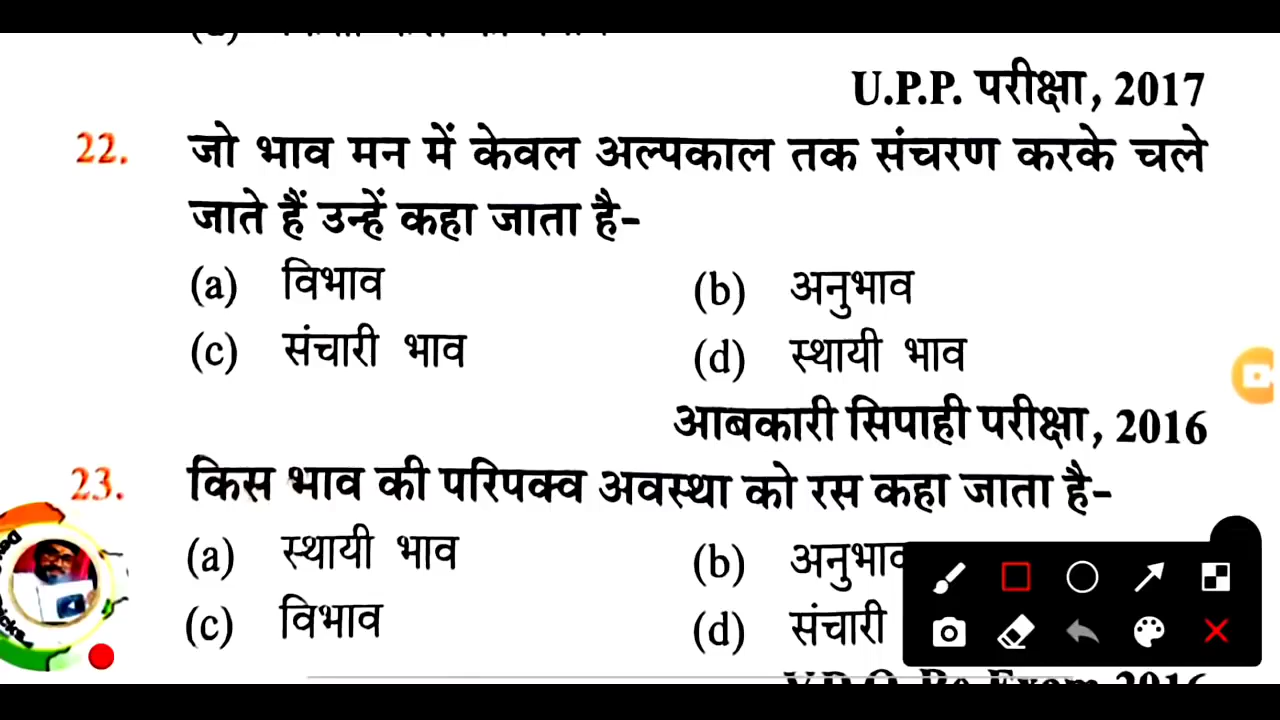 U.P.P. परीक्षा, 2017
22. जो भाव मन में केवल अल्पकाल तक संचरण करके चले
जाते हैं उन्हें कहा जाता है-
(a) विभाव (b) अनुभाव
(c) संचारी भाव (d) स्थायी भाव
आबकारी सिपाही परीक्षा, 2016
23. किस भाव की परिपक्व अवस्था को रस कहा जाता है-
(a) स्थायी भाव (b) अनुभाव
(c) विभाव (d) संचारी